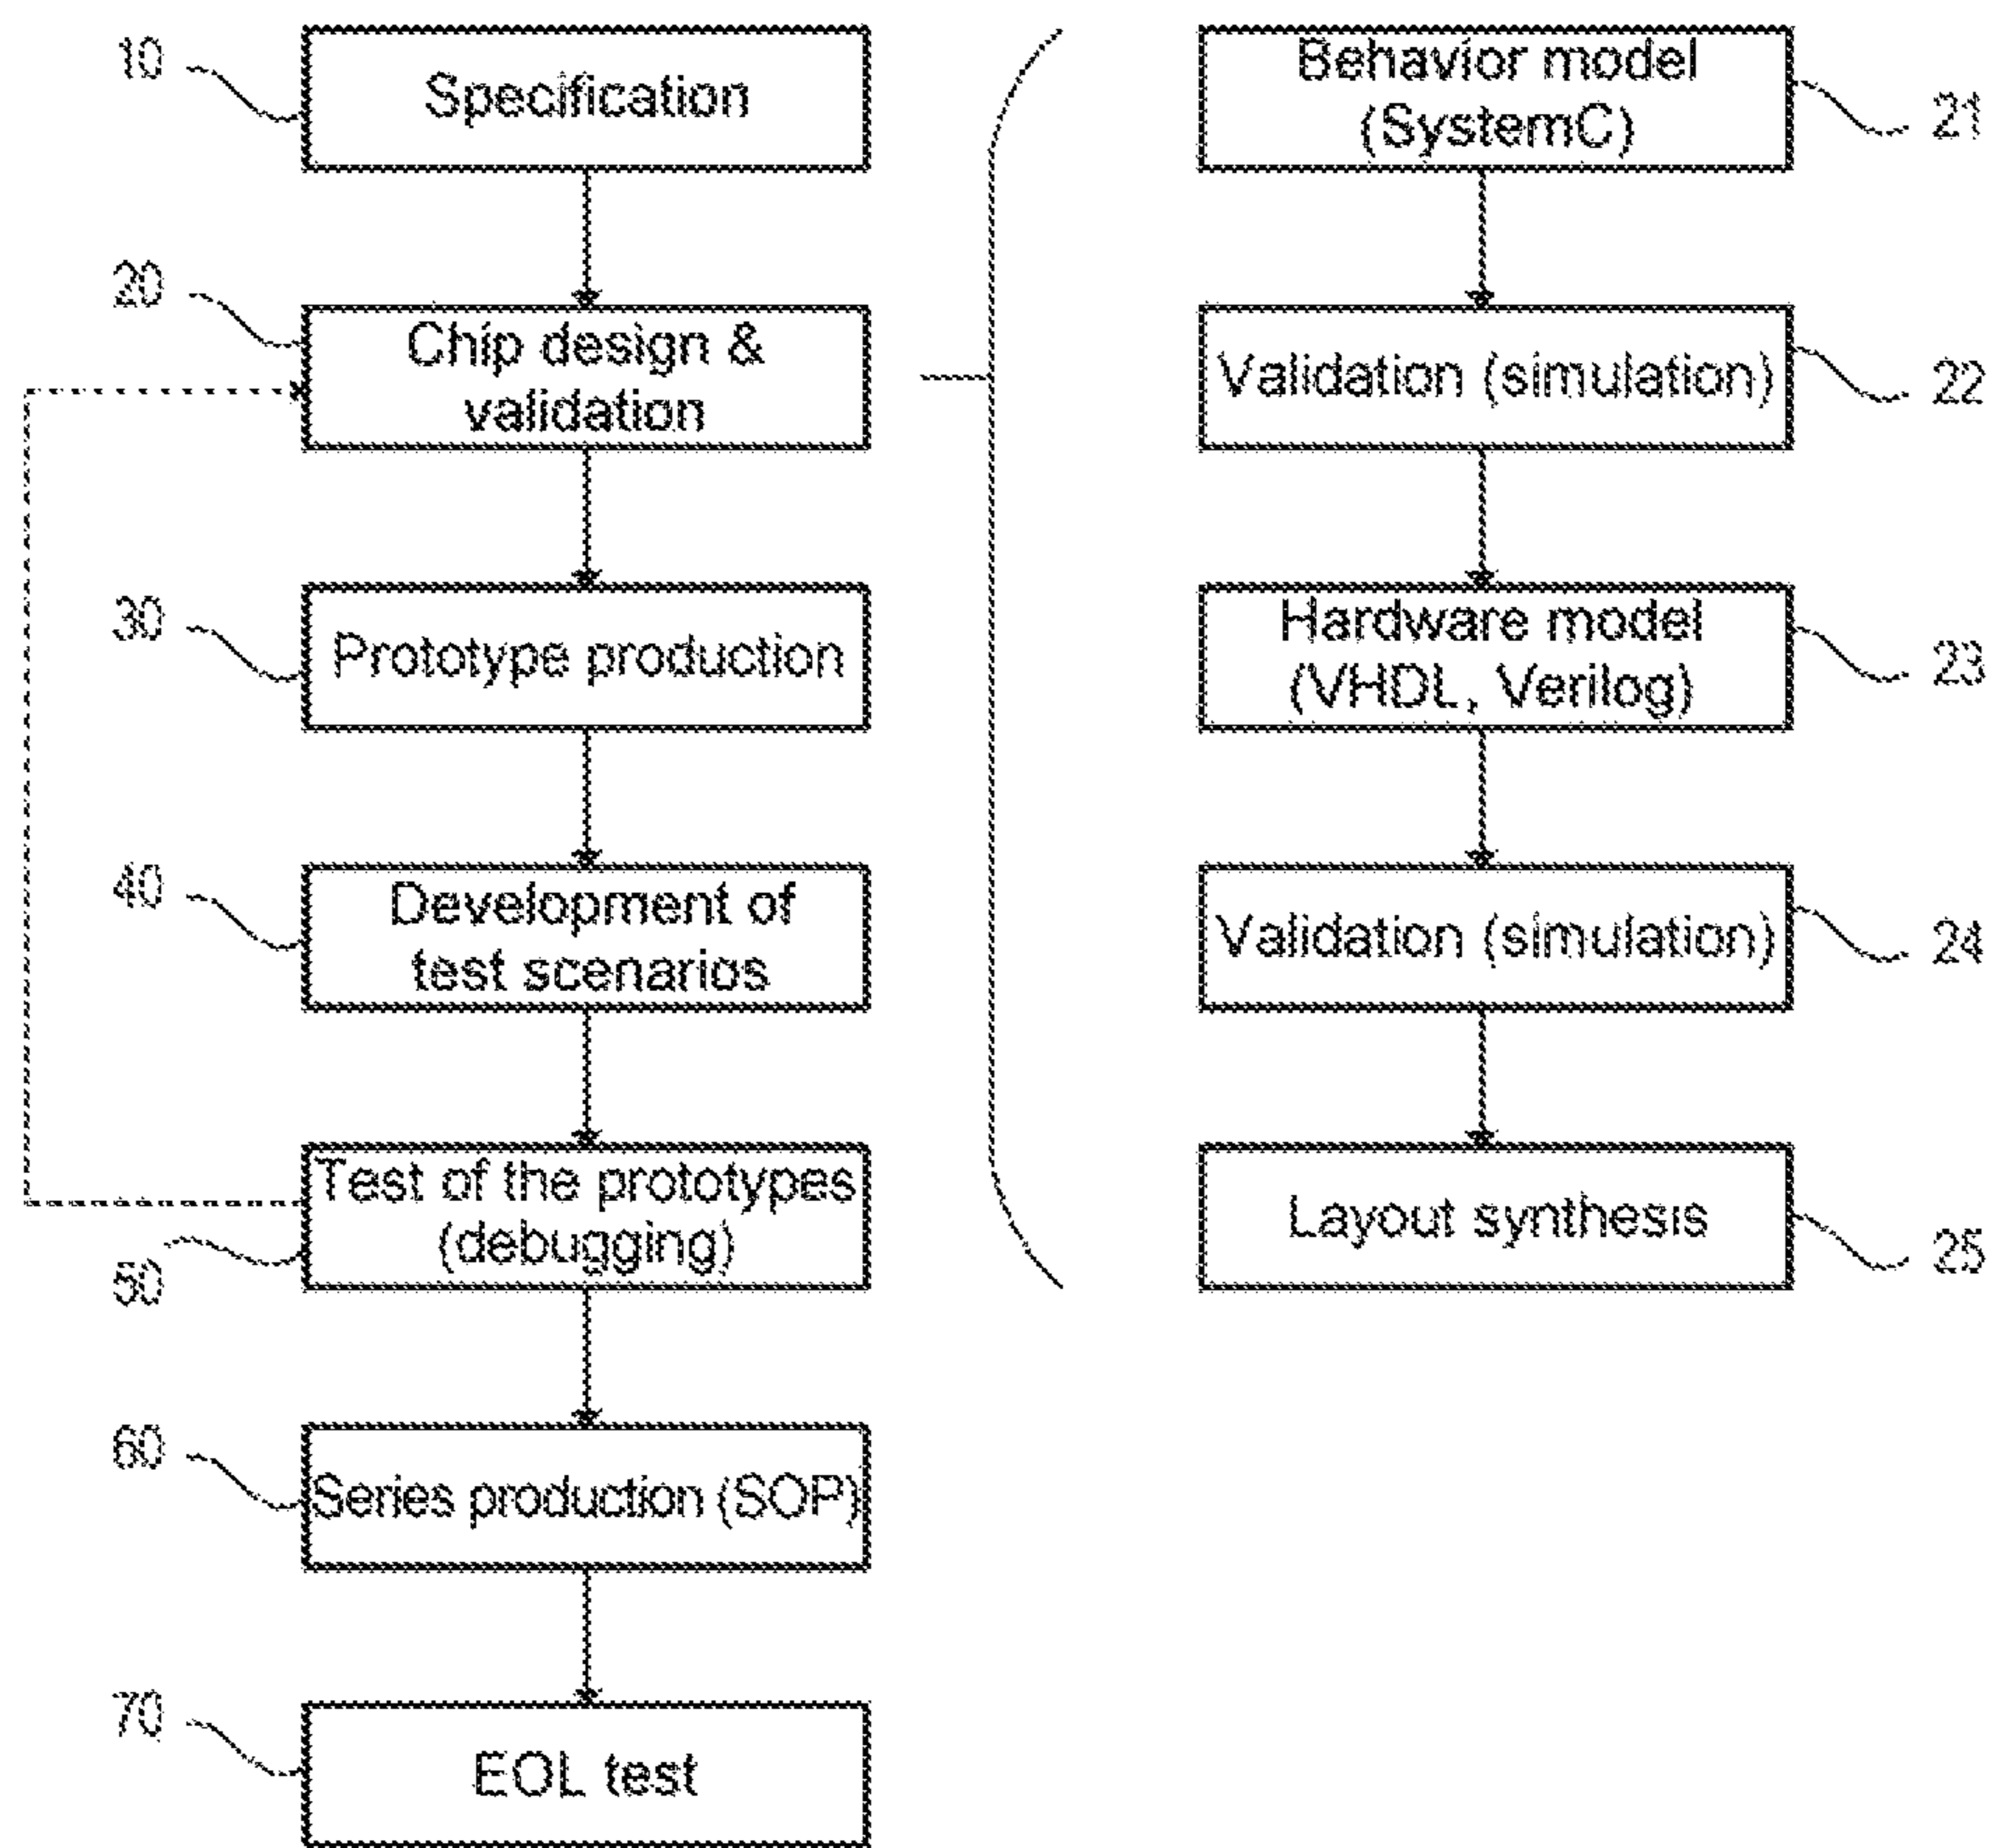 10
Specification
20
Chip design &
validation
30
Prototype production
40
Development of
test scenarios
Test of the prototypes
(debugging)
50
60
Series production (SOP)
70
EOL test
Behavior model
(SystemC)
21
Validation (simulation)
22
Hardware model
(VHDL, Verilog)
23
Validation (simulation)
24
Layout synthesis
25